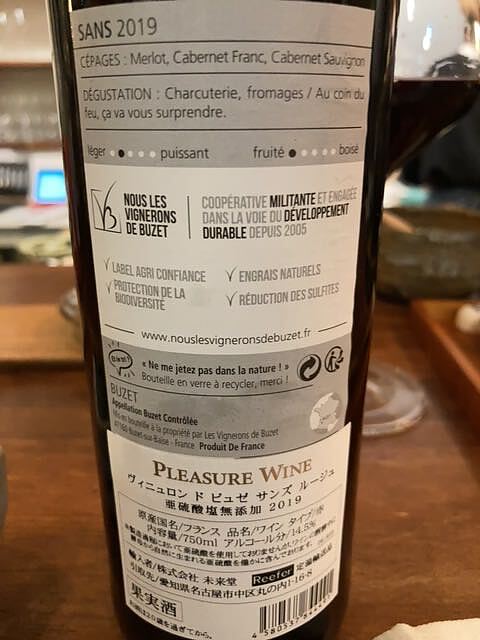 SANS 2019
CÉPAGES : Merlot, Cabernet Franc, Cabernet Sauvignon
DÉGUSTATION : Charcuterie, fromages / Au coin du
feu, ça va vous surprendre.
léger puissant fruité boisé
NOUS LES
VIGNERONS
DE BUZET
COOPÉRATIVE MILITANTE ET ENGAGÉE
DANS LA VOIE DU DÉVELOPPEMENT
DURABLE DEPUIS 2005
LABEL AGRI CONFIANCE
PROTECTION DE LA
BIODIVERSITÉ
ENGRAIS NATURELS
RÉDUCTION DES SULFITES
www.nouslesvigneronsdebuzet.fr
« Ne me jetez pas dans la nature ! »
Bouteille en verre à recycler, merci !
BUZET
Appellation Buzet Contrôlée
Mis en bouteille à la propriété par Les Vignerons de Buzet
47160 Buzet-sur-Baïse - France Produit De France
PLEASURE WINE
ヴィニュロン ド ビュゼ サンズ ルージュ
亜硫酸塩無添加 2019
原産国名/フランス 品名/ワイン タイプ/赤
内容量/750ml アルコール分/14.5%
輸入者/株式会社 未来堂 Reefer 定温輸送品
引取先/愛知県名古屋市中区丸の内1-16-8
果実酒